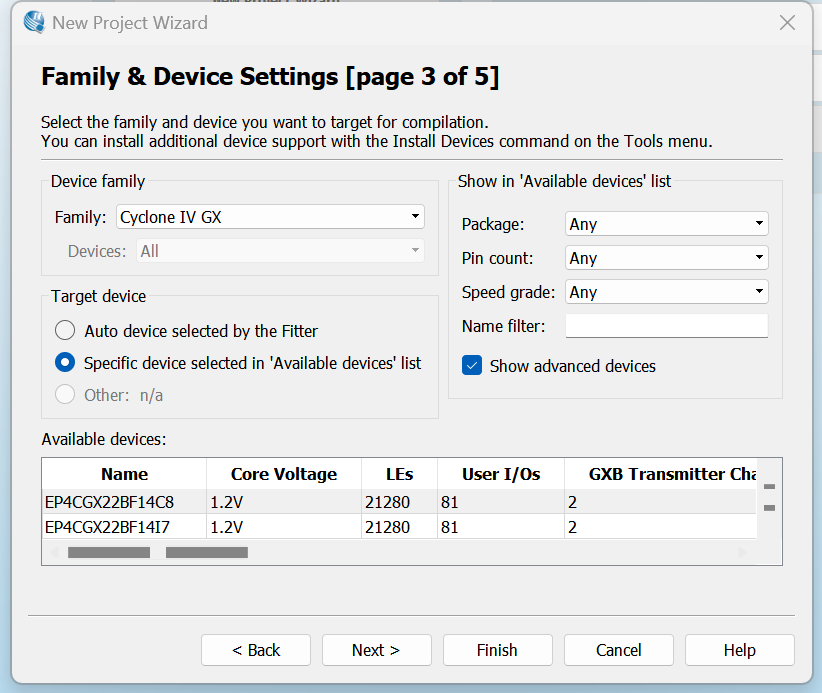 New Project Wizard
Family & Device Settings [page 3 of 5]
Select the family and device you want to target for compilation.
You can install additional device support with the Install Devices command on the Tools menu.
Device family
Family: Cyclone IV GX
Devices: All
Target device
Auto device selected by the Fitter
Specific device selected in 'Available devices' list
Other: n/a
Show in 'Available devices' list
Package: Any
Pin count: Any
Speed grade: Any
Name filter:
Show advanced devices
Available devices:
Name Core Voltage LEs User I/Os GXB Transmitter Cha
EP4CGX22BF14C8 1.2V 21280 81 2
EP4CGX22BF14I7 1.2V 21280 81 2
< Back Next > Finish Cancel Help